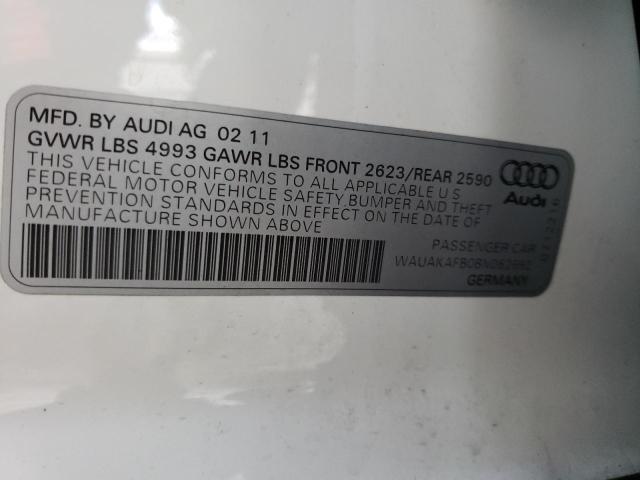 MFD. BY AUDI AG 02 11
GVWR LBS 4993 GAWR LBS FRONT 2623/REAR 2590
THIS VEHICLE CONFORMS TO ALL APPLICABLE U S
FEDERAL MOTOR VEHICLE SAFETY,BUMPER AND THEFT
PREVENTION STANDARDS IN EFFECT ON THE DATE OF
MANUFACTURE SHOWN ABOVE
Audi
PASSENGER CAR
GERMANY